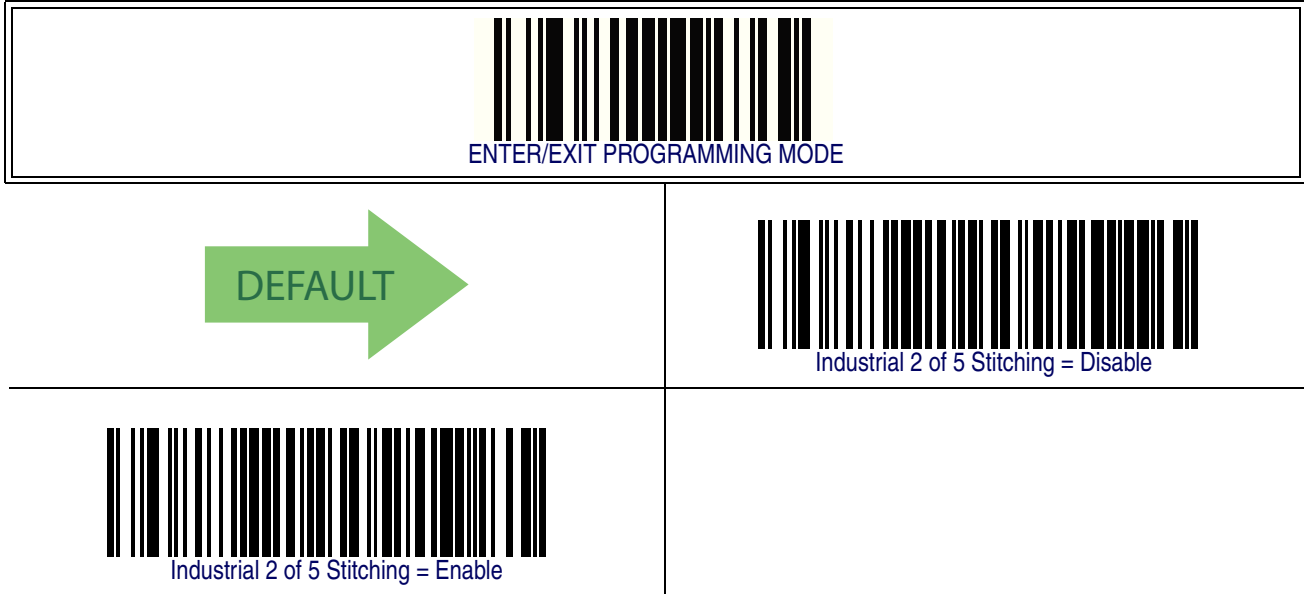 ENTER/EXIT PROGRAMMING MODE
DEFAULT
Industrial 2 of 5 Stitching = Disable
Industrial 2 of 5 Stitching = Enable